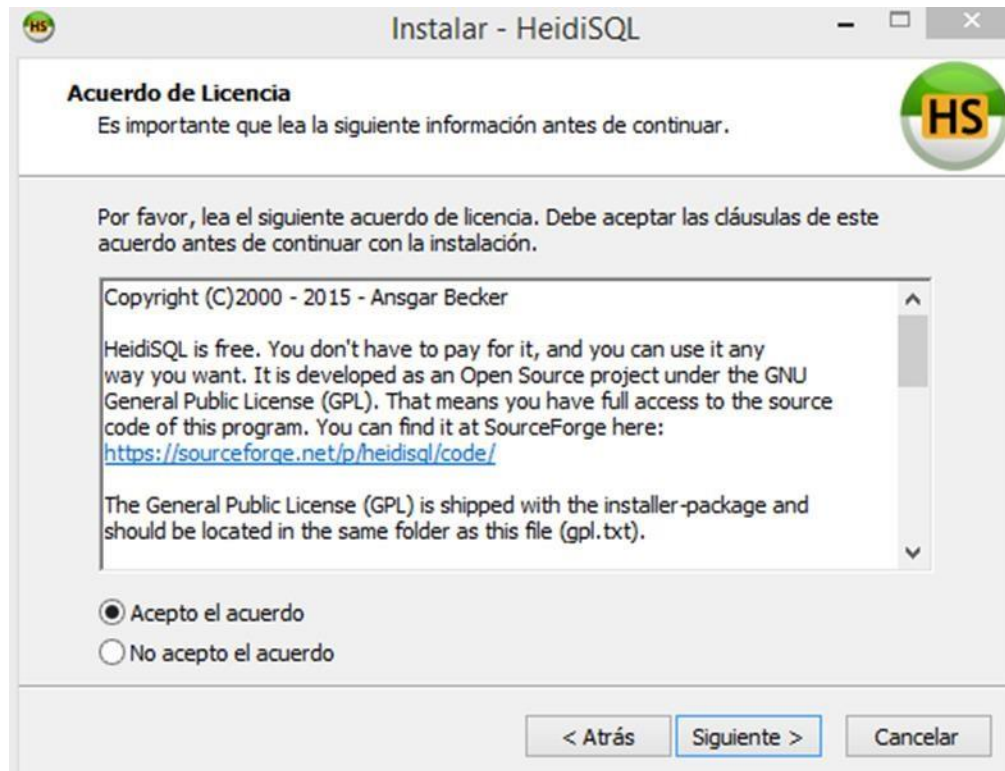 HS
Instalar - HeidiSQL
Acuerdo de Licencia
Es importante que lea la siguiente información antes de continuar.
HS
Por favor, lea el siguiente acuerdo de licencia. Debe aceptar las cláusulas de este
acuerdo antes de continuar con la instalación.
Copyright (C)2000 - 2015 - Ansgar Becker
HeidiSQL is free. You don't have to pay for it, and you can use it any
way you want. It is developed as an Open Source project under the GNU
General Public License (GPL). That means you have full access to the source
code of this program. You can find it at SourceForge here:
https://sourceforge.net/p/heidisql/code/
The General Public License (GPL) is shipped with the installer-package and
should be located in the same folder as this file (gpl.txt).
Acepto el acuerdo
No acepto el acuerdo
< Atrás
Siguiente >
Cancelar